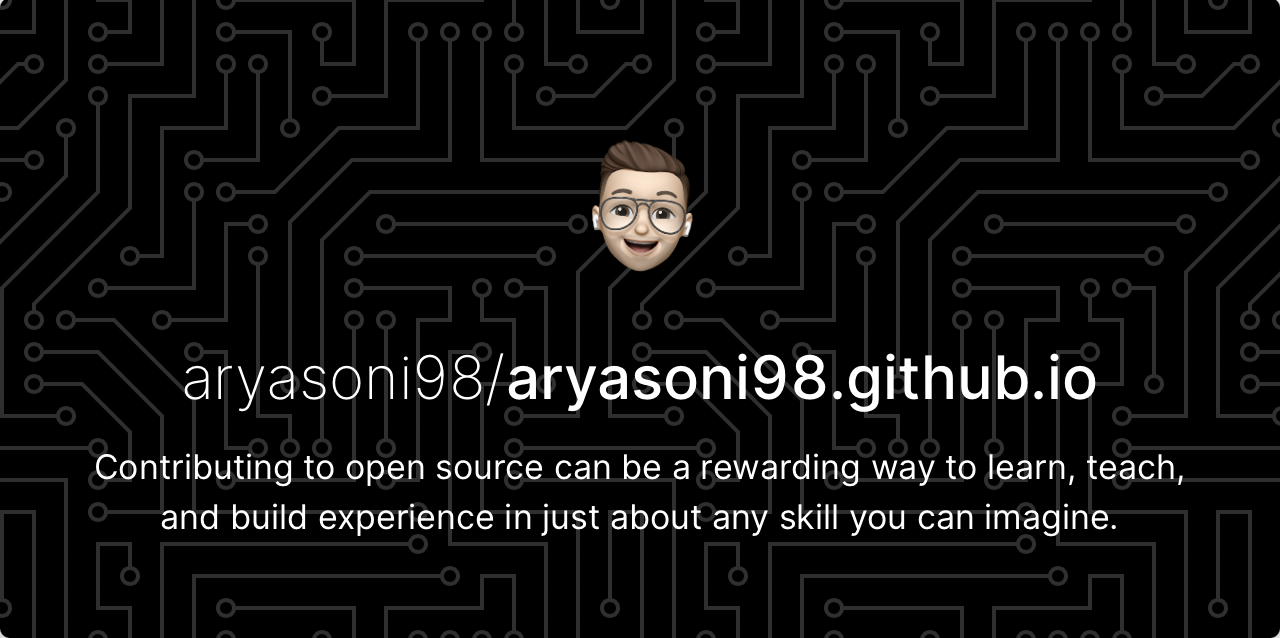 aryasoni98/aryasoni98.github.io
Contributing to open source can be a rewarding way to learn, teach,
and build experience in just about any skill you can imagine.